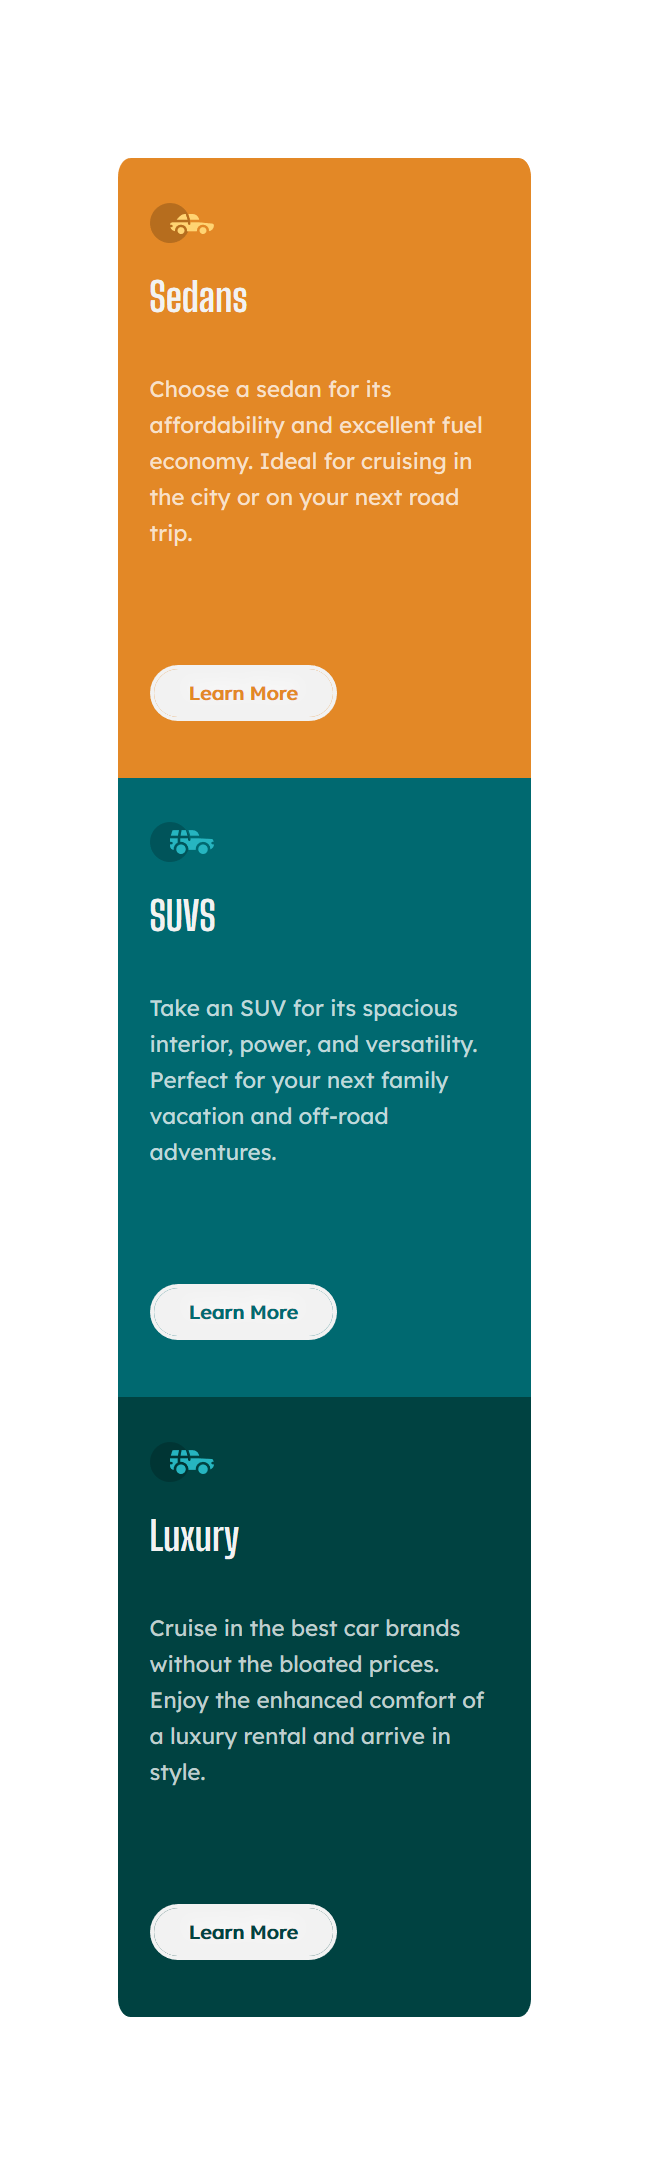 Sedans
Choose a sedan for its
affordability and excellent fuel
economy. Ideal for cruising in
the city or on your next road
trip.
Learn More
SUVS
Take an SUV for its spacious
interior, power, and versatility.
Perfect for your next family
vacation and off-road
adventures.
Learn More
Luxury
Cruise in the best car brands
without the bloated prices.
Enjoy the enhanced comfort of
a luxury rental and arrive in
style.
Learn More